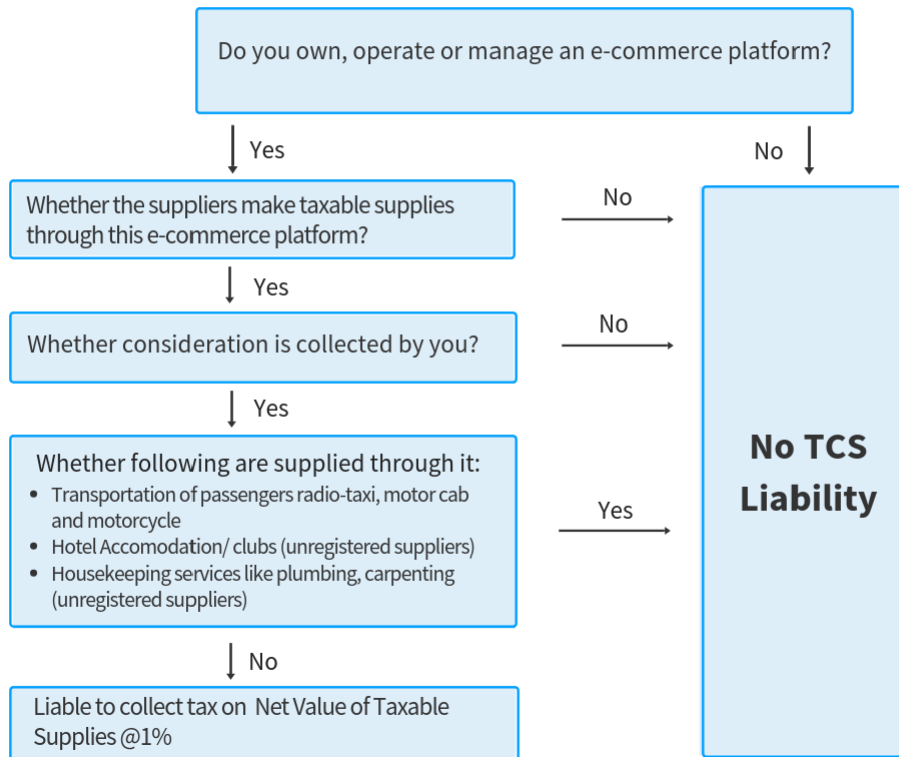 Do you own, operate or manage an e-commerce platform?
Yes
No
Whether the suppliers make taxable supplies
through this e-commerce platform?
No
Yes
Whether consideration is collected by you?
No
Yes
Whether following are supplied through it:
• Transportation of passengers radio-taxi, motor cab
and motorcycle
• Hotel Accomodation/ clubs (unregistered suppliers)
• Housekeeping services like plumbing, carpenting
(unregistered suppliers)
Yes
No TCS
Liability
No
Liable to collect tax on Net Value of Taxable
Supplies @1%